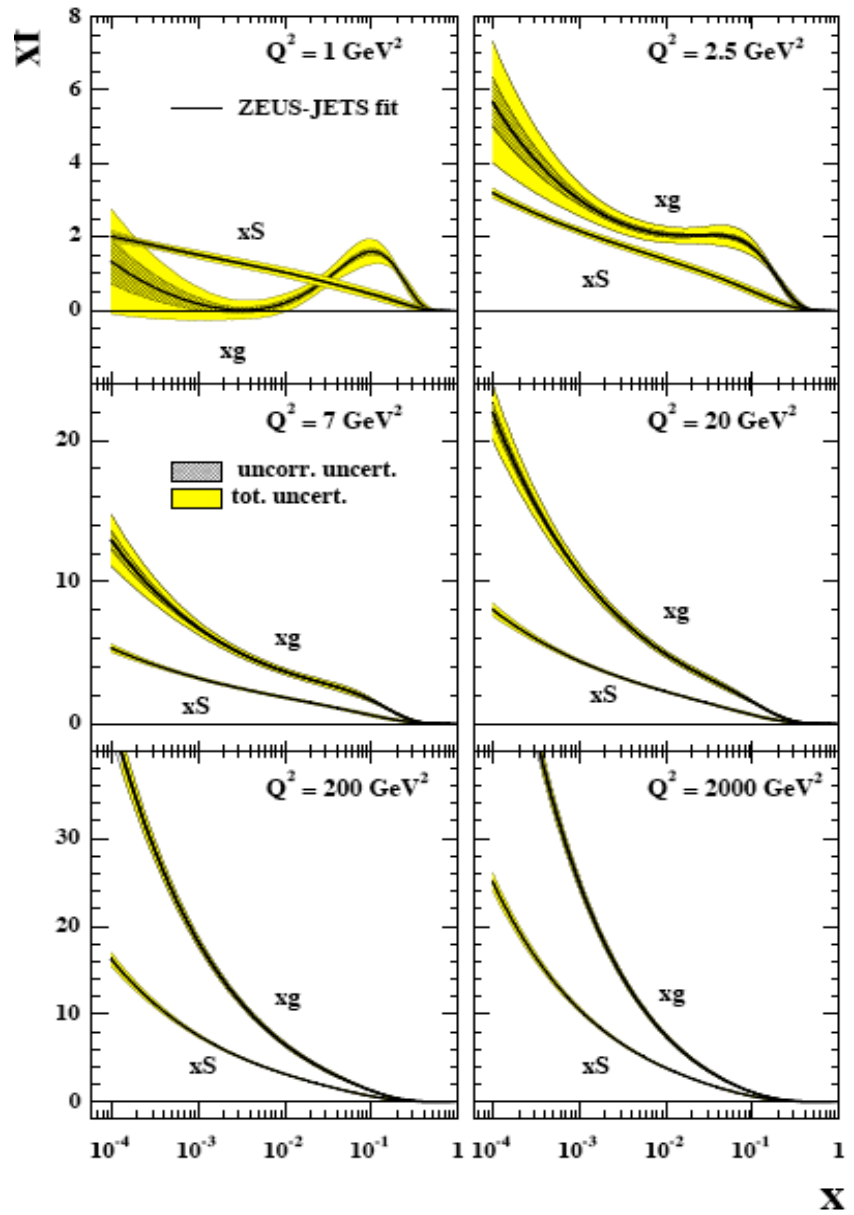 xf
8
6
4
2
0
Q² = 1 GeV²
ZEUS-JETS fit
xS
xg
Q² = 2.5 GeV²
xg
xS
20
10
0
Q² = 7 GeV²
uncorr. uncert.
tot. uncert.
xg
xS
Q² = 20 GeV²
xg
xS
30
20
10
0
Q² = 200 GeV²
xg
xS
Q² = 2000 GeV²
xg
xS
10⁻⁴ 10⁻³ 10⁻² 10⁻¹ 1 10⁻⁴ 10⁻³ 10⁻² 10⁻¹ 1
x